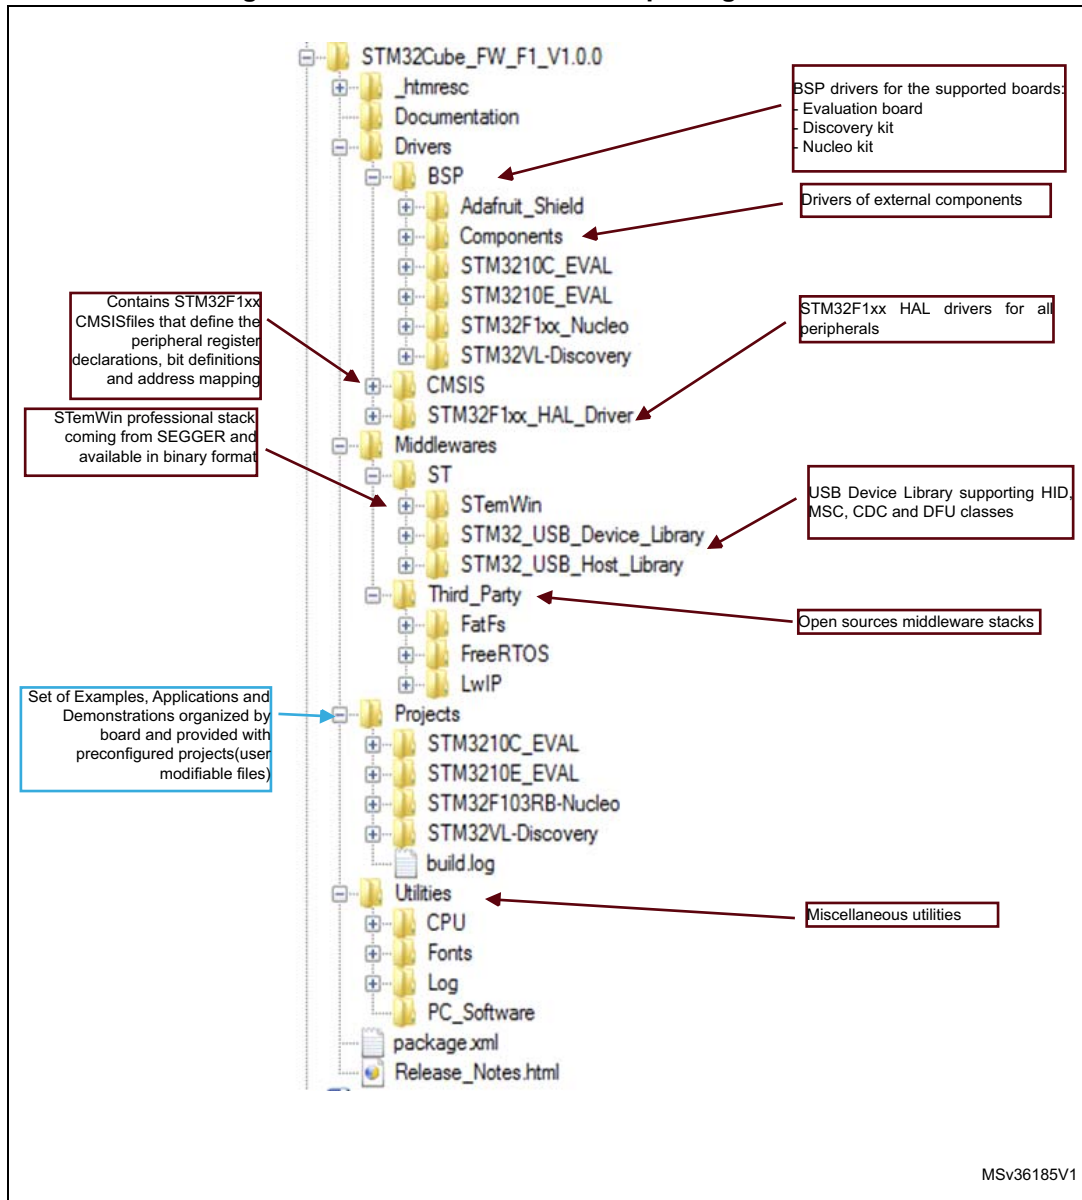 STM32Cube_FW_F1_V1.0.0
_htmresc
Documentation
Drivers
BSP
Adafruit_Shield
Components
STM3210C_EVAL
STM3210E_EVAL
STM32F1xx_Nucleo
STM32VL-Discovery
CMSIS
STM32F1xx_HAL_Driver
Middlewares
ST
STemWin
STM32_USB_Device_Library
STM32_USB_Host_Library
Third_Party
FatFs
FreeRTOS
LwIP
Projects
STM3210C_EVAL
STM3210E_EVAL
STM32F103RB-Nucleo
STM32VL-Discovery
build.log
Utilities
CPU
Fonts
Log
PC_Software
package.xml
Release_Notes.html
Contains STM32F1xx
CMSISfiles that define the
peripheral register
declarations, bit definitions
and address mapping
STemWin professional stack
coming from SEGGER and
available in binary format
Set of Examples, Applications and
Demonstrations organized by
board and provided with
preconfigured projects(user
modifiable files)
BSP drivers for the supported boards:
- Evaluation board
- Discovery kit
- Nucleo kit
Drivers of external components
STM32F1xx HAL drivers for all
peripherals
USB Device Library supporting HID,
MSC, CDC and DFU classes
Open sources middleware stacks
Miscellaneous utilities
MSv36185V1